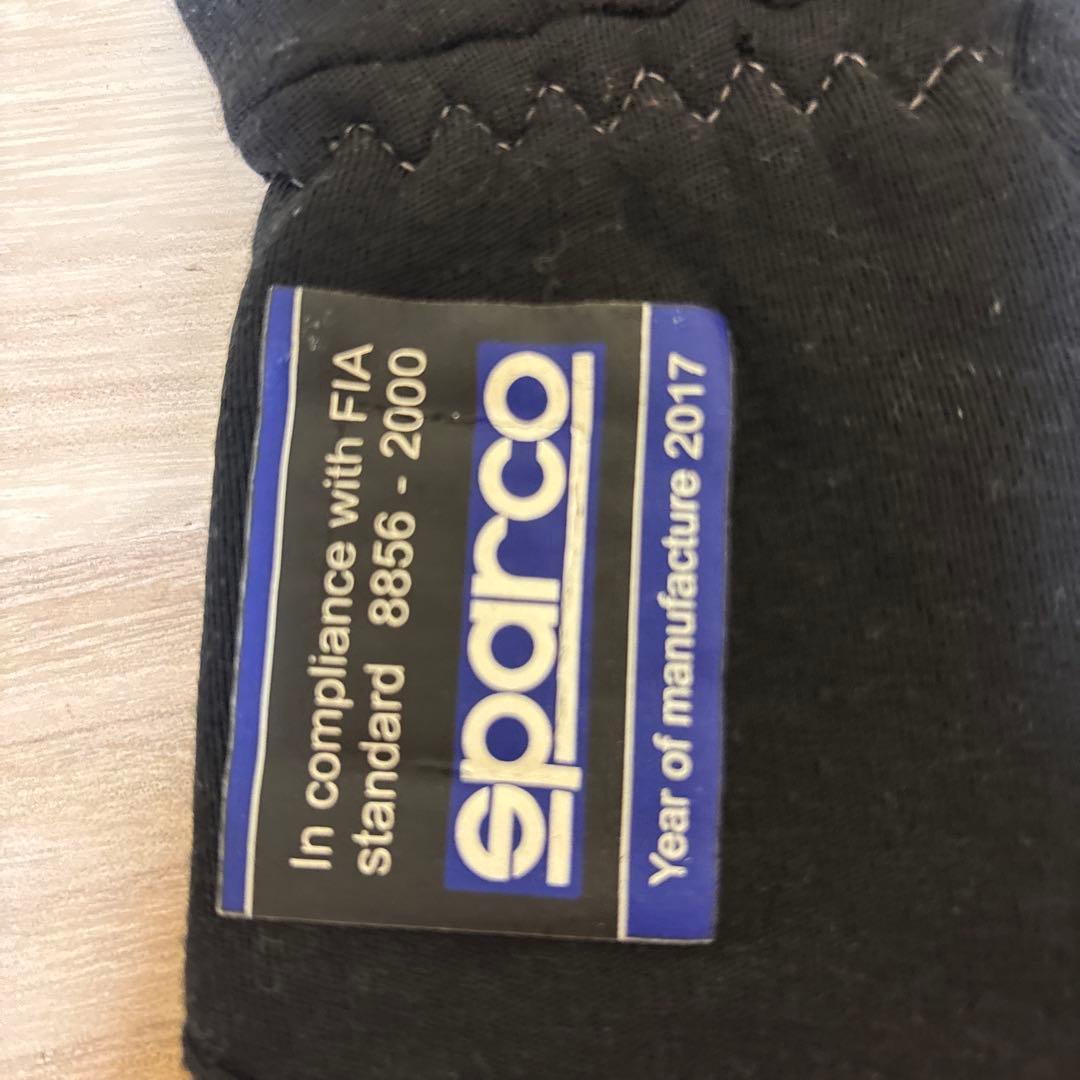 In compliance with FIA
standard 8856 - 2000
sparco
Year of manufacture 2017